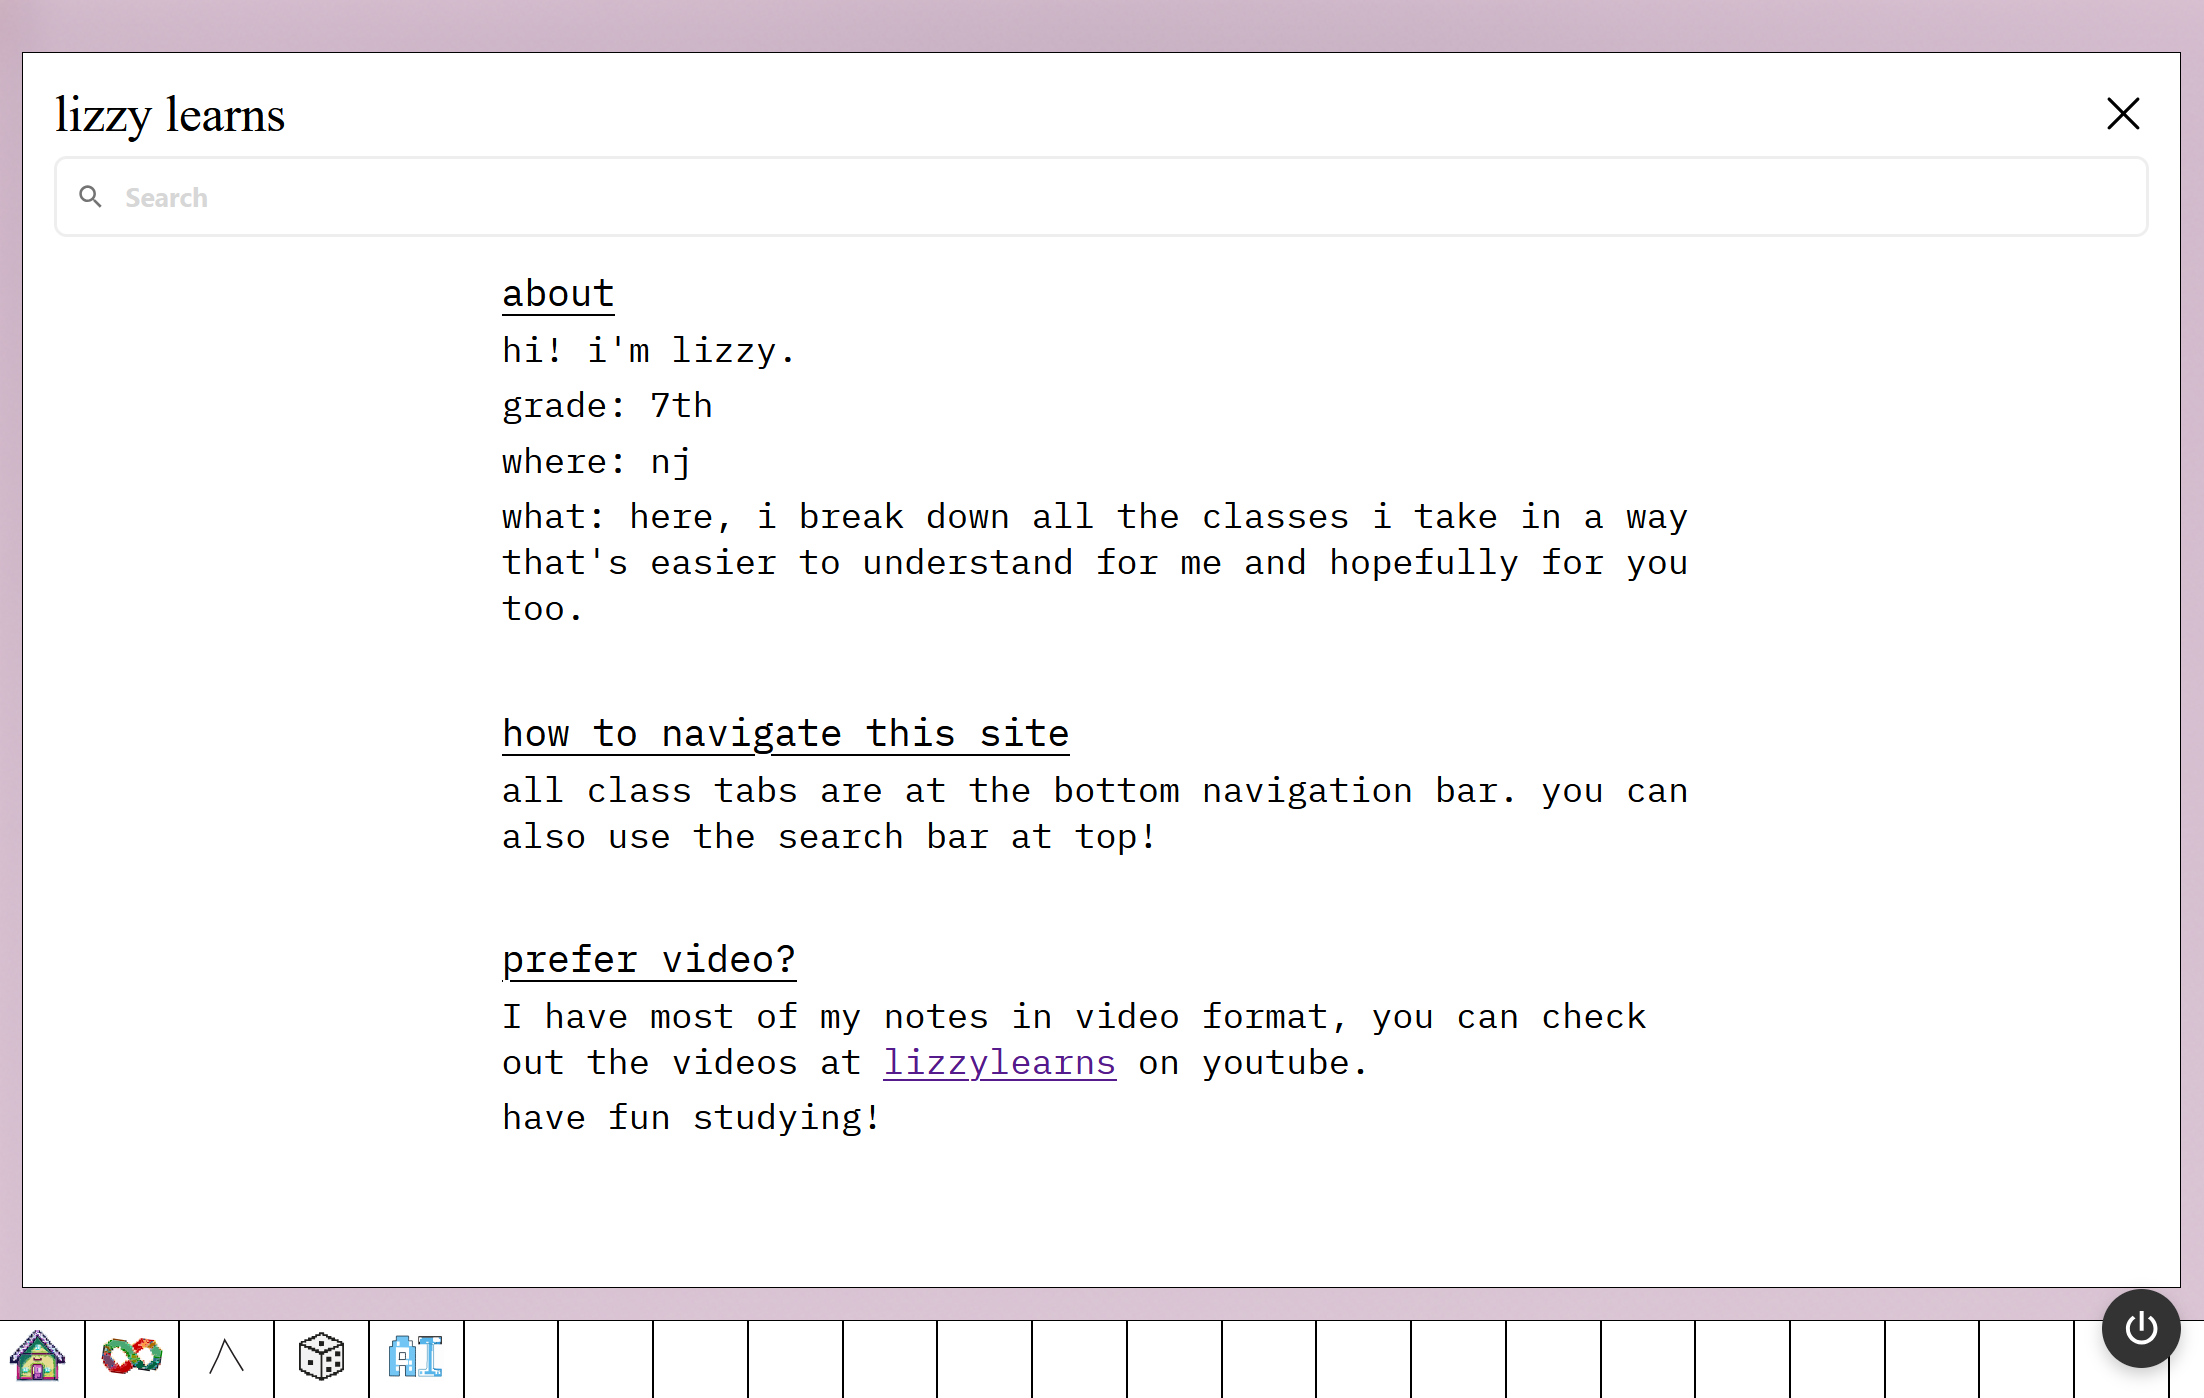 lizzy learns
Search
about
hi! i'm lizzy.
grade: 7th
where: nj
what: here, i break down all the classes i take in a way
that's easier to understand for me and hopefully for you
too.
how to navigate this site
all class tabs are at the bottom navigation bar. you can
also use the search bar at top!
prefer video?
I have most of my notes in video format, you can check
out the videos at lizzylearns on youtube.
have fun studying!
AI